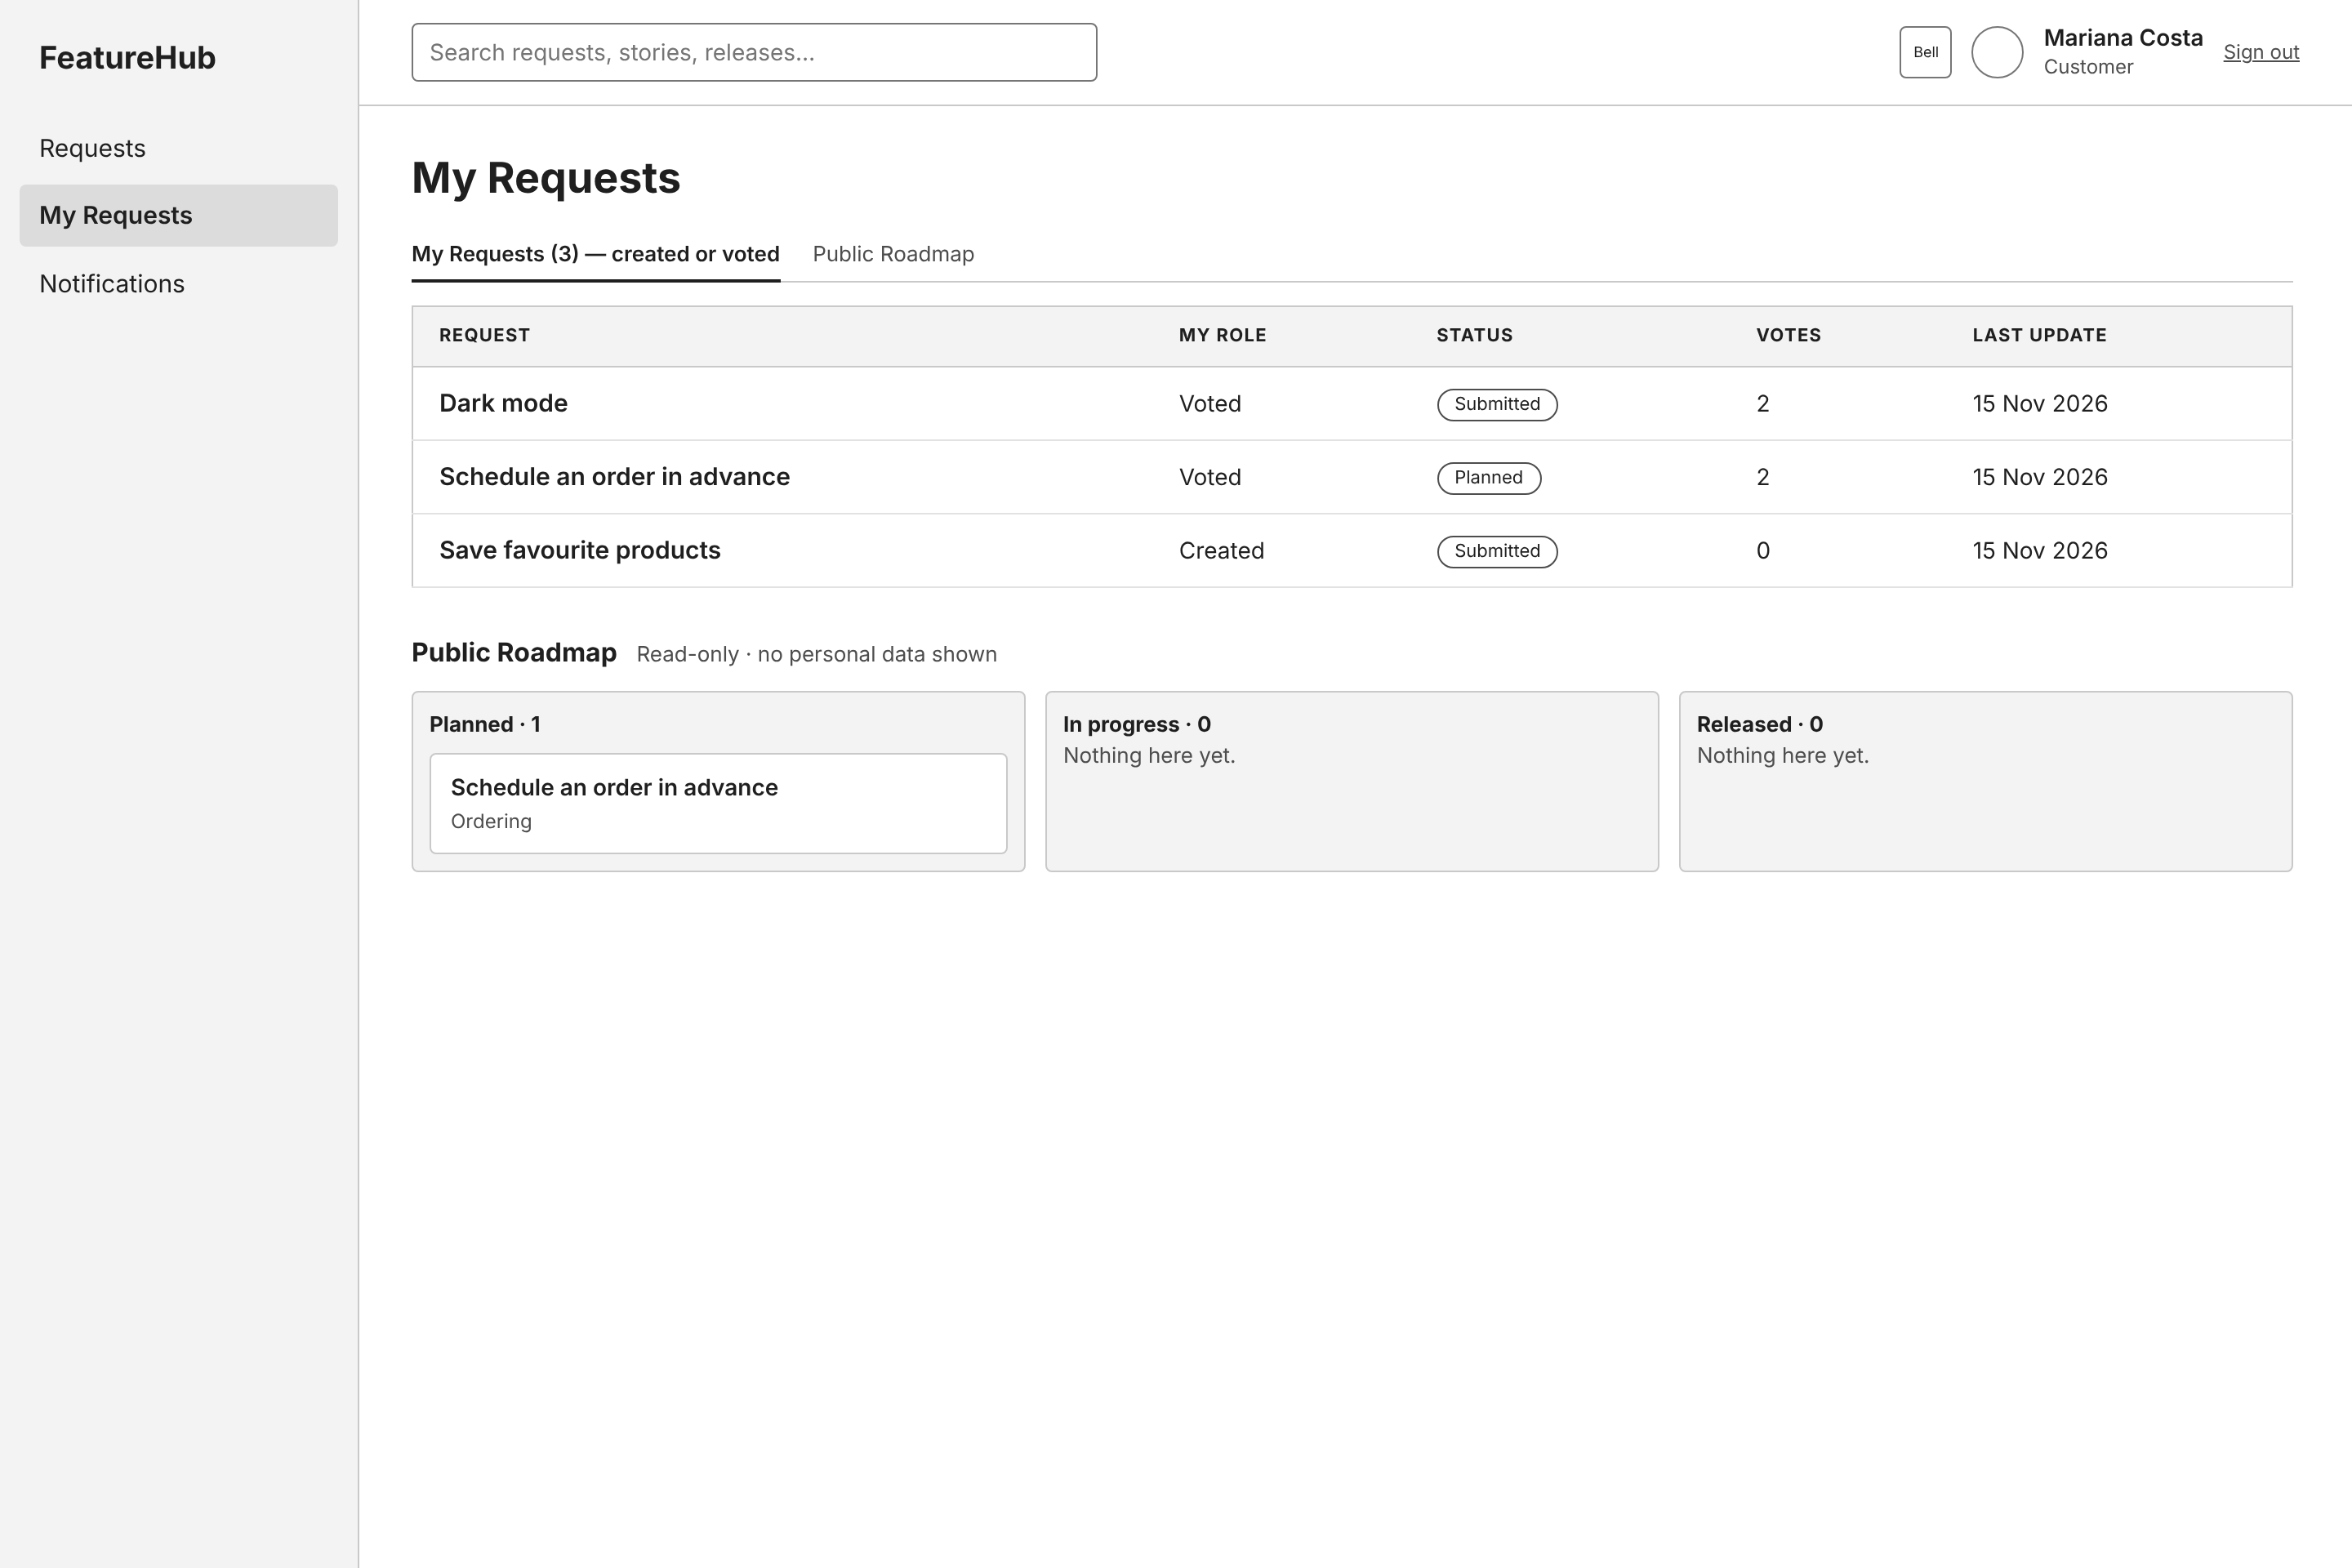 FeatureHub
Requests
My Requests
Notifications
Search requests, stories, releases...
Bell
Mariana Costa
Customer
Sign out
My Requests
My Requests (3) — created or voted Public Roadmap
REQUEST MY ROLE STATUS VOTES LAST UPDATE
Dark mode Voted Submitted 2 15 Nov 2026
Schedule an order in advance Voted Planned 2 15 Nov 2026
Save favourite products Created Submitted 0 15 Nov 2026
Public Roadmap Read-only · no personal data shown
Planned · 1
Schedule an order in advance
Ordering
In progress · 0
Nothing here yet.
Released · 0
Nothing here yet.